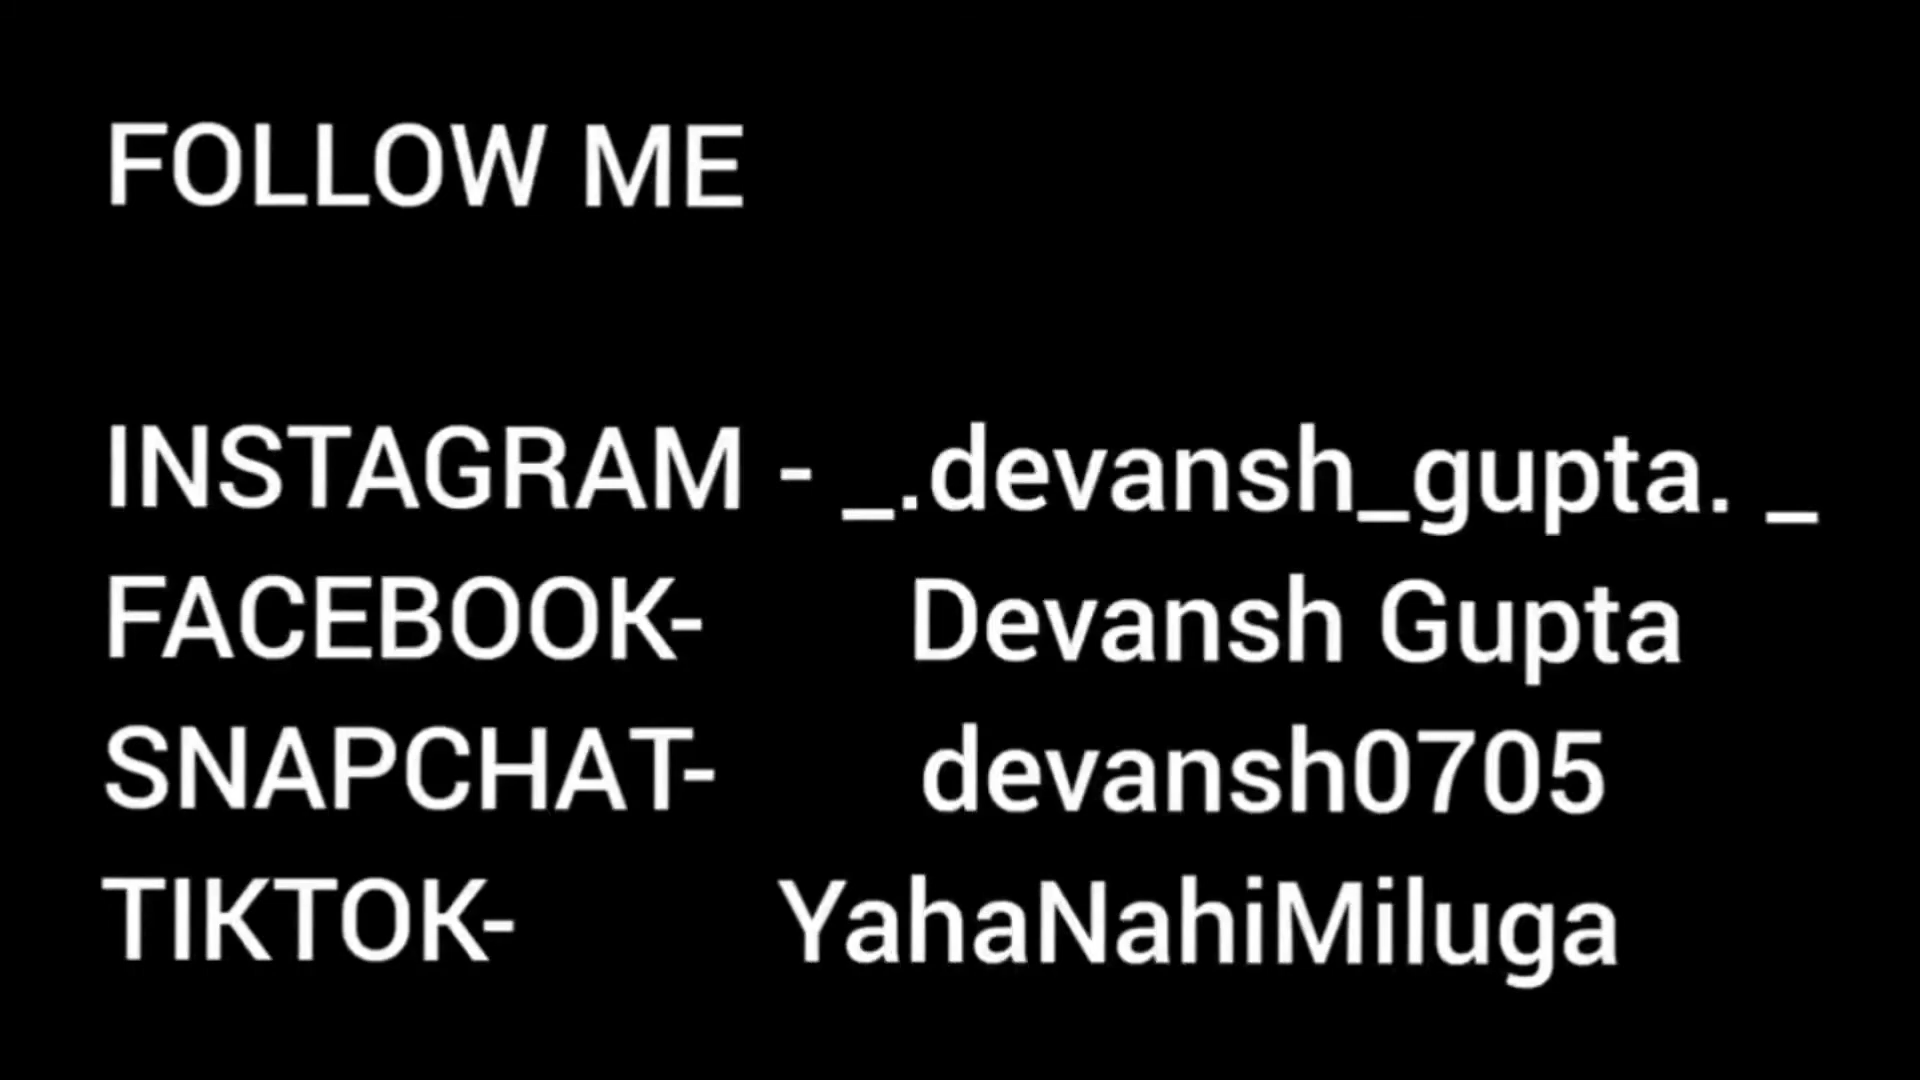 FOLLOW ME
INSTAGRAM - _.devansh_gupta. _
FACEBOOK- Devansh Gupta
SNAPCHAT- devansh0705
TIKTOK- YahaNahiMiluga